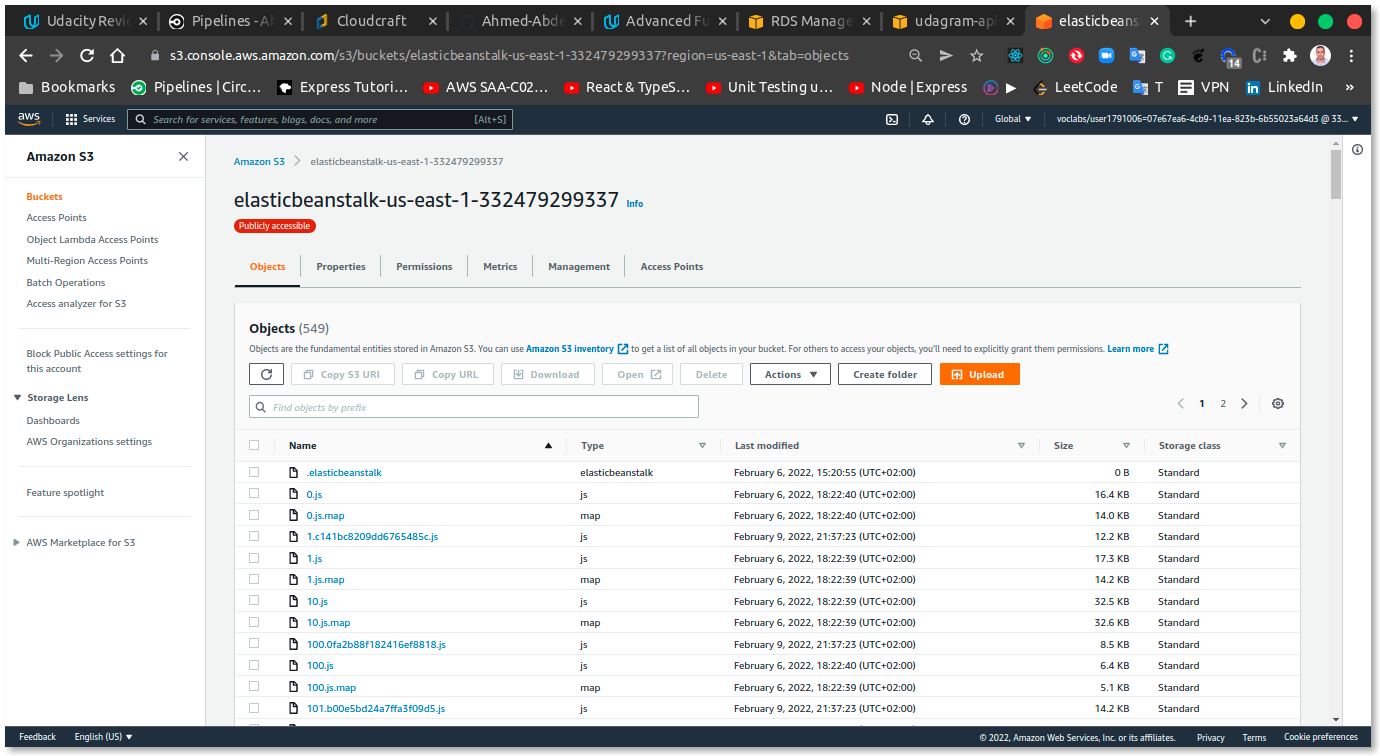 Udacity Revie
Pipelines - Ah
Cloudcraft
Ahmed-Abde
Advanced Fu
RDS Manage
udagram-api
elasticbeans
s3.console.aws.amazon.com/s3/buckets/elasticbeanstalk-us-east-1-332479299337?region=us-east-1&tab=objects
14
Bookmarks
Pipelines | Circ...
Express Tutori...
AWS SAA-C02...
React & TypeS...
Unit Testing u...
Node | Express
LeetCode
T
VPN
LinkedIn
»
aws
Services
Search for services, features, blogs, docs, and more
[Alt+S]
Global
voclabs/user1791006=07e67ea6-4cb9-11ea-823b-6b55023a64d3 @ 33...
Amazon S3
Buckets
Access Points
Object Lambda Access Points
Multi-Region Access Points
Batch Operations
Access analyzer for S3
Block Public Access settings for
this account
Storage Lens
Dashboards
AWS Organizations settings
Feature spotlight
AWS Marketplace for S3
Amazon S3 > elasticbeanstalk-us-east-1-332479299337
elasticbeanstalk-us-east-1-332479299337 Info
Publicly accessible
Objects
Properties
Permissions
Metrics
Management
Access Points
Objects (549)
Objects are the fundamental entities stored in Amazon S3. You can use Amazon S3 inventory to get a list of all objects in your bucket. For others to access your objects, you'll need to explicitly grant them permissions. Learn more
Copy S3 URI
Copy URL
Download
Open
Delete
Actions
Create folder
Upload
Find objects by prefix
1 2
Name Type Last modified Size Storage class
.elasticbeanstalk elasticbeanstalk February 6, 2022, 15:20:55 (UTC+02:00) 0 B Standard
0.js js February 6, 2022, 18:22:40 (UTC+02:00) 16.4 KB Standard
0.js.map map February 6, 2022, 18:22:40 (UTC+02:00) 14.0 KB Standard
1.c141bc8209dd6765485c.js js February 9, 2022, 21:37:23 (UTC+02:00) 12.2 KB Standard
1.js js February 6, 2022, 18:22:39 (UTC+02:00) 17.3 KB Standard
1.js.map map February 6, 2022, 18:22:39 (UTC+02:00) 14.2 KB Standard
10.js js February 6, 2022, 18:22:39 (UTC+02:00) 32.5 KB Standard
10.js.map map February 6, 2022, 18:22:39 (UTC+02:00) 32.6 KB Standard
100.0fa2b88f182416ef8818.js js February 9, 2022, 21:37:23 (UTC+02:00) 8.5 KB Standard
100.js js February 6, 2022, 18:22:40 (UTC+02:00) 6.4 KB Standard
100.js.map map February 6, 2022, 18:22:39 (UTC+02:00) 5.1 KB Standard
101.b00e5bd24a7ffa3f09d5.js js February 9, 2022, 21:37:23 (UTC+02:00) 14.2 KB Standard
Feedback English (US) © 2022, Amazon Web Services, Inc. or its affiliates. Privacy Terms Cookie preferences